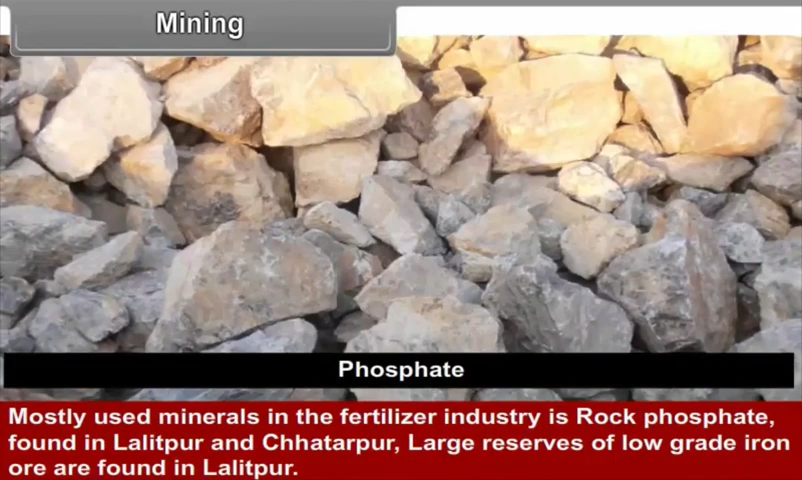 Mining
Phosphate
Mostly used minerals in the fertilizer industry is Rock phosphate,
found in Lalitpur and Chhatarpur, Large reserves of low grade iron
ore are found in Lalitpur.